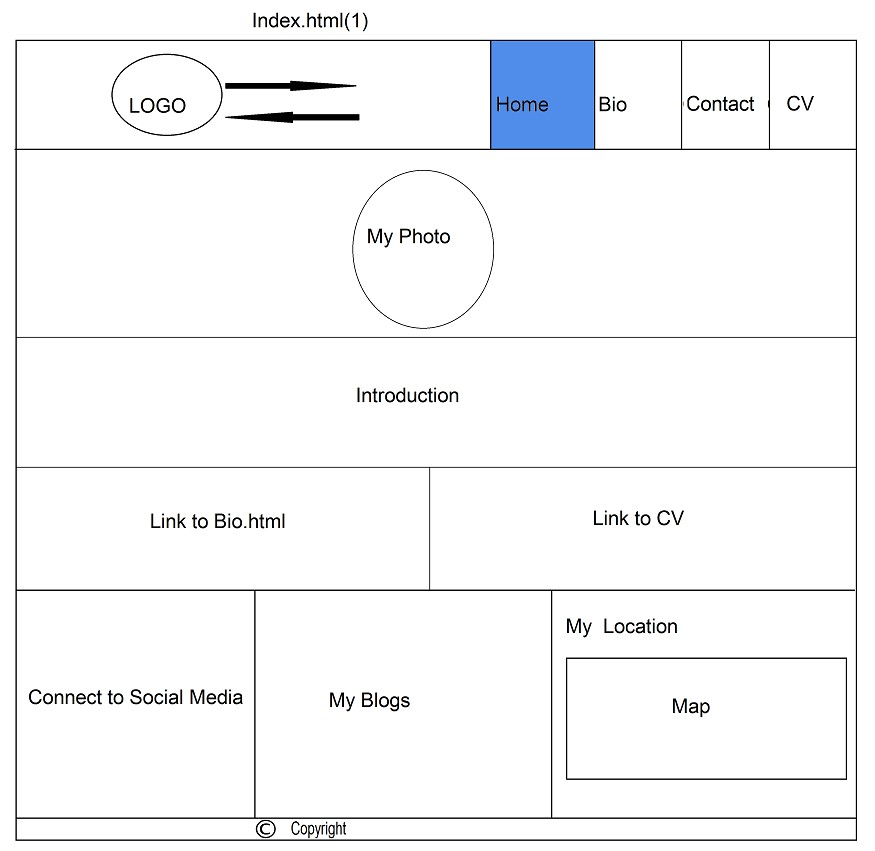 Index.html(1)
LOGO
Home
Bio
Contact
CV
My Photo
Introduction
Link to Bio.html
Link to CV
Connect to Social Media
My Blogs
My Location
Map
© Copyright